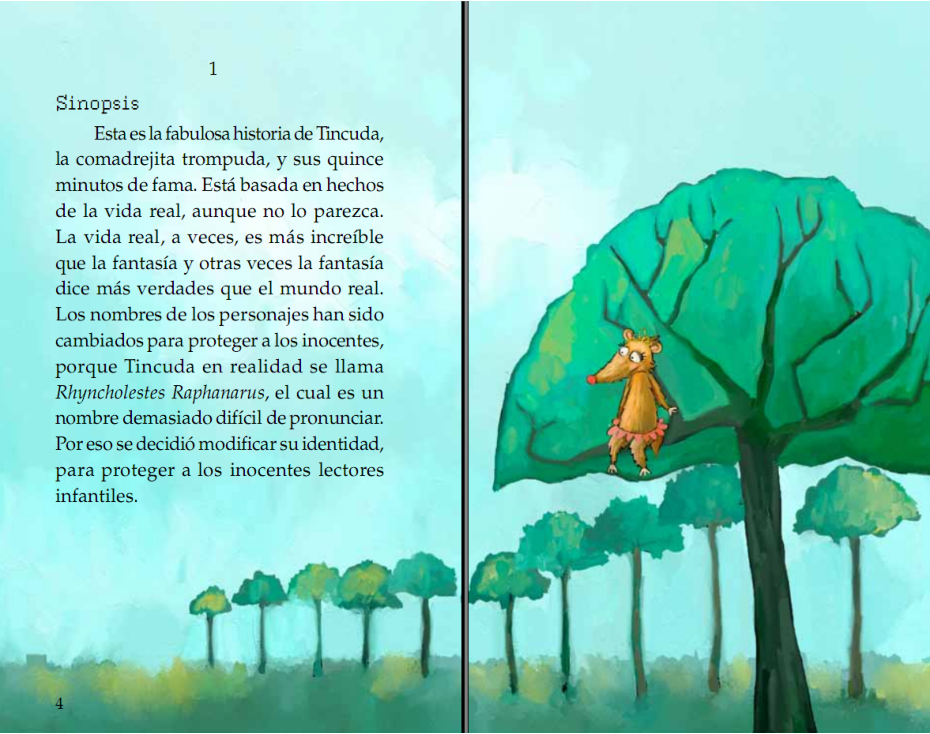 1
Sinopsis
Esta es la fabulosa historia de Tincuda,
la comadrejita trompuda, y sus quince
minutos de fama. Está basada en hechos
de la vida real, aunque no lo parezca.
La vida real, a veces, es más increíble
que la fantasía y otras veces la fantasía
dice más verdades que el mundo real.
Los nombres de los personajes han sido
cambiados para proteger a los inocentes,
porque Tincuda en realidad se llama
Rhyncholestes Raphanarus, el cual es un
nombre demasiado difícil de pronunciar.
Por eso se decidió modificar su identidad,
para proteger a los inocentes lectores
infantiles.
4